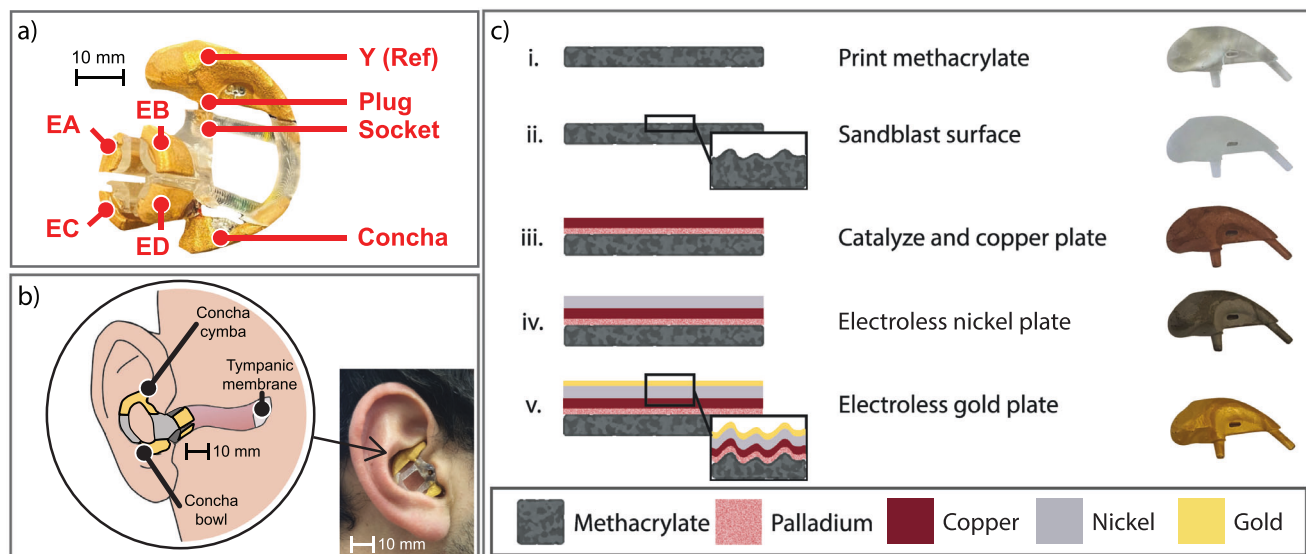 a)
10 mm
Y (Ref)
Plug
Socket
EA
EB
EC
ED
Concha
b)
Concha
cymba
Tympanic
membrane
10 mm
Concha
bowl
10 mm
c)
i.
Print methacrylate
ii.
Sandblast surface
iii.
Catalyze and copper plate
iv.
Electroless nickel plate
v.
Electroless gold plate
Methacrylate
Palladium
Copper
Nickel
Gold